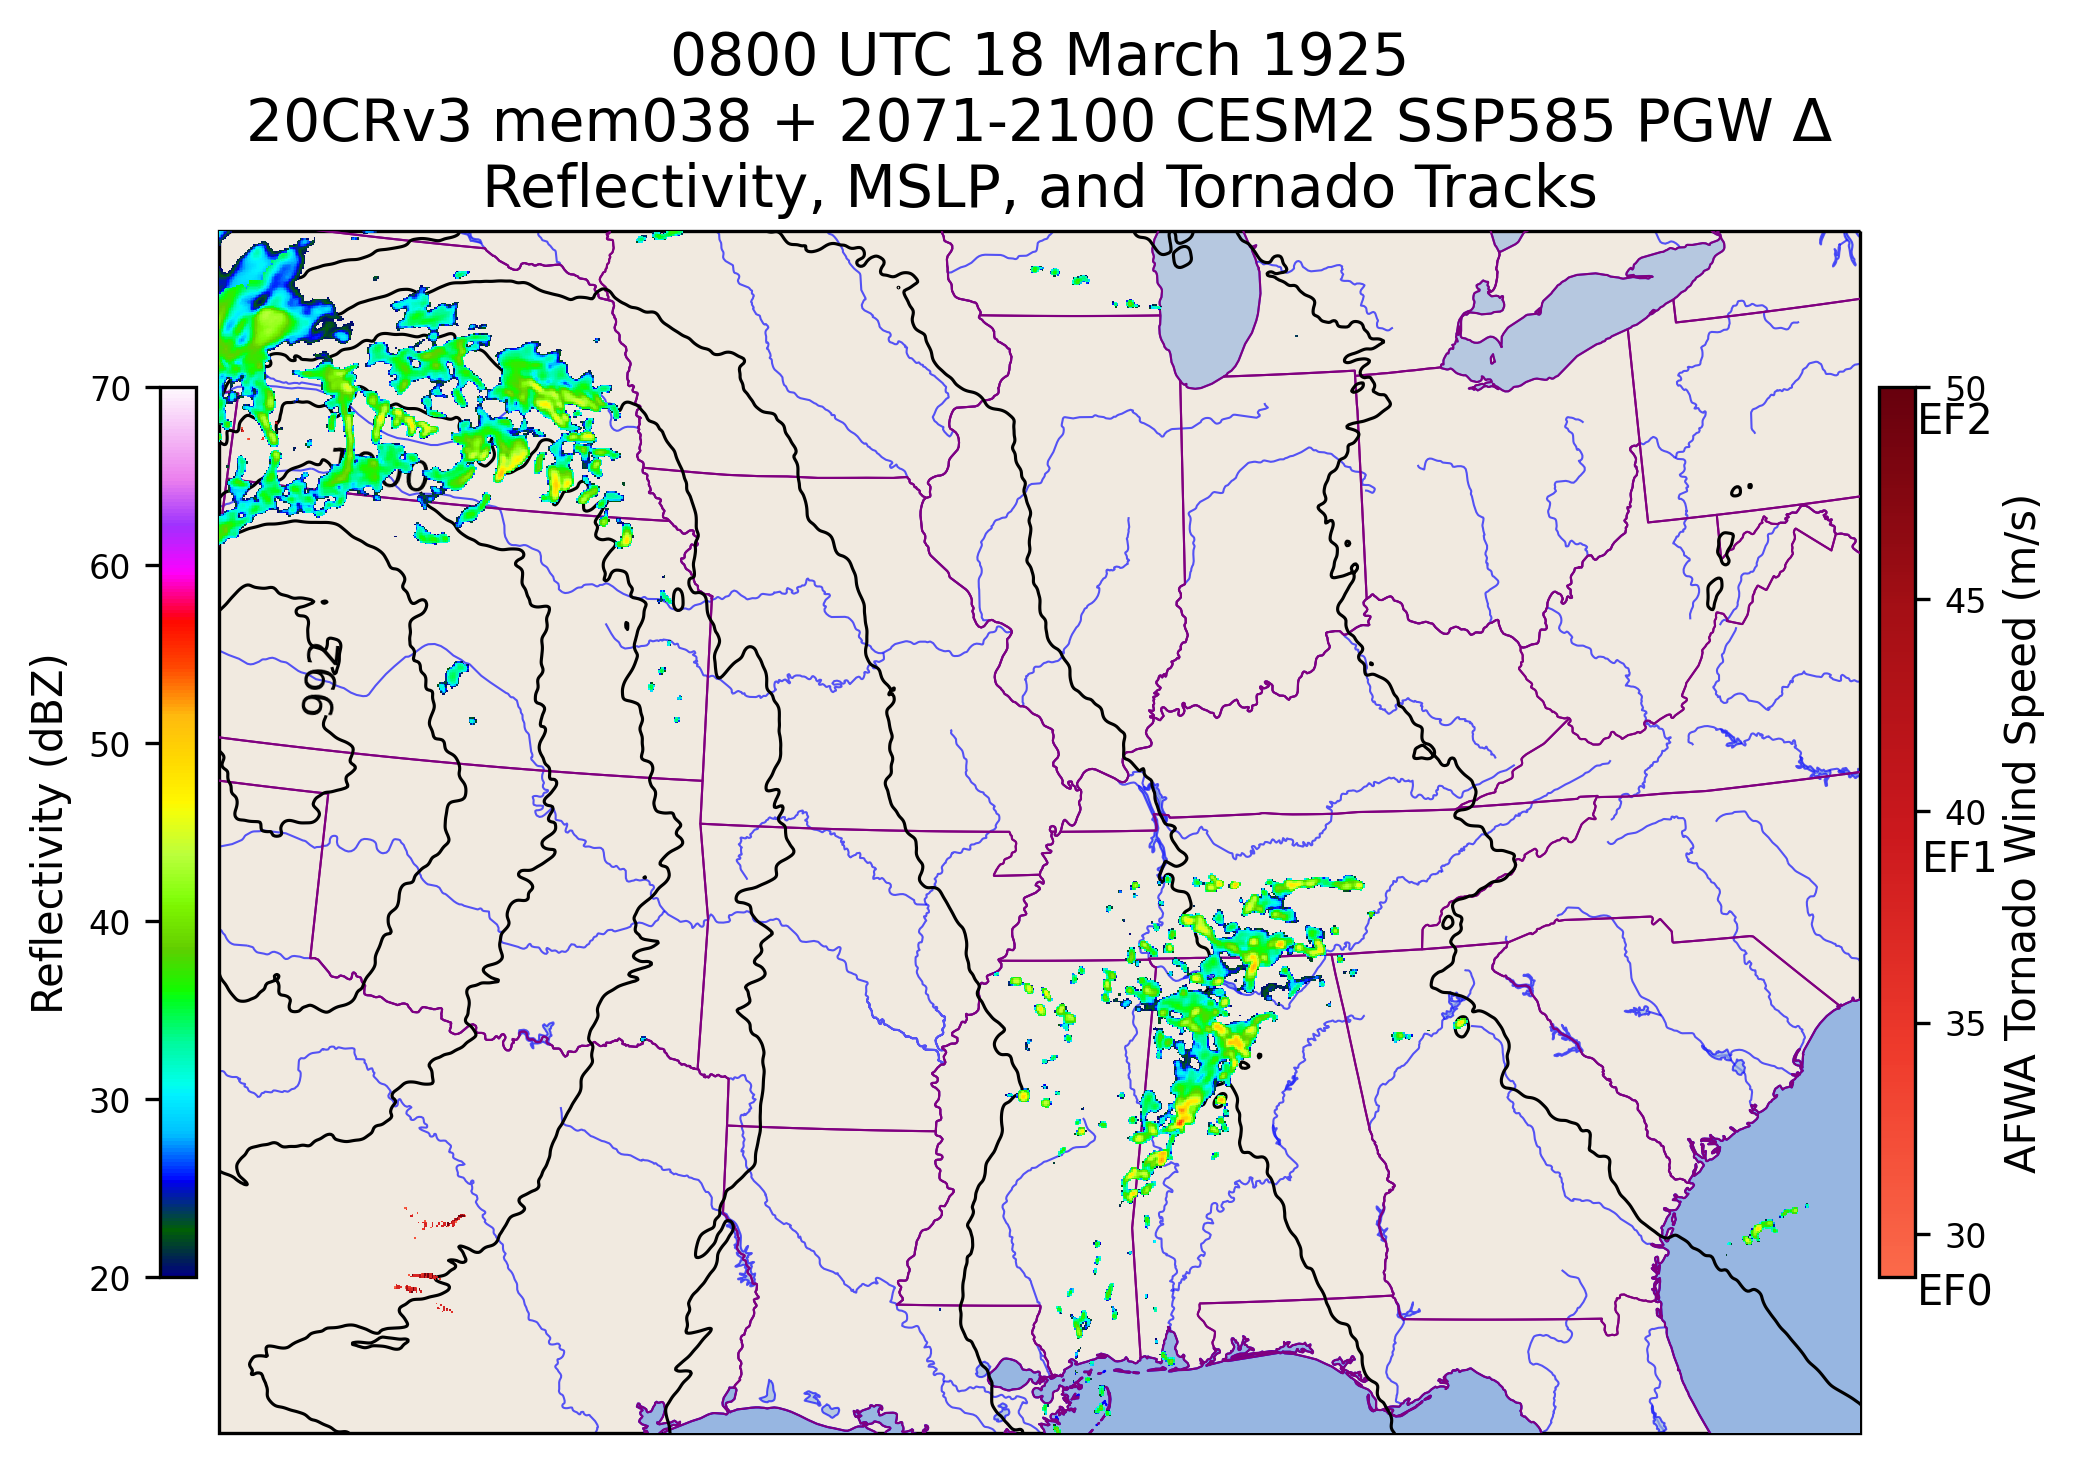 0800 UTC 18 March 1925
20CRv3 mem038 + 2071-2100 CESM2 SSP585 PGW Δ
Reflectivity, MSLP, and Tornado Tracks
Reflectivity (dBZ)
70
60
50
40
30
20
992
50
EF2
45
40
EF1
35
30
EF0
AFWA Tornado Wind Speed (m/s)